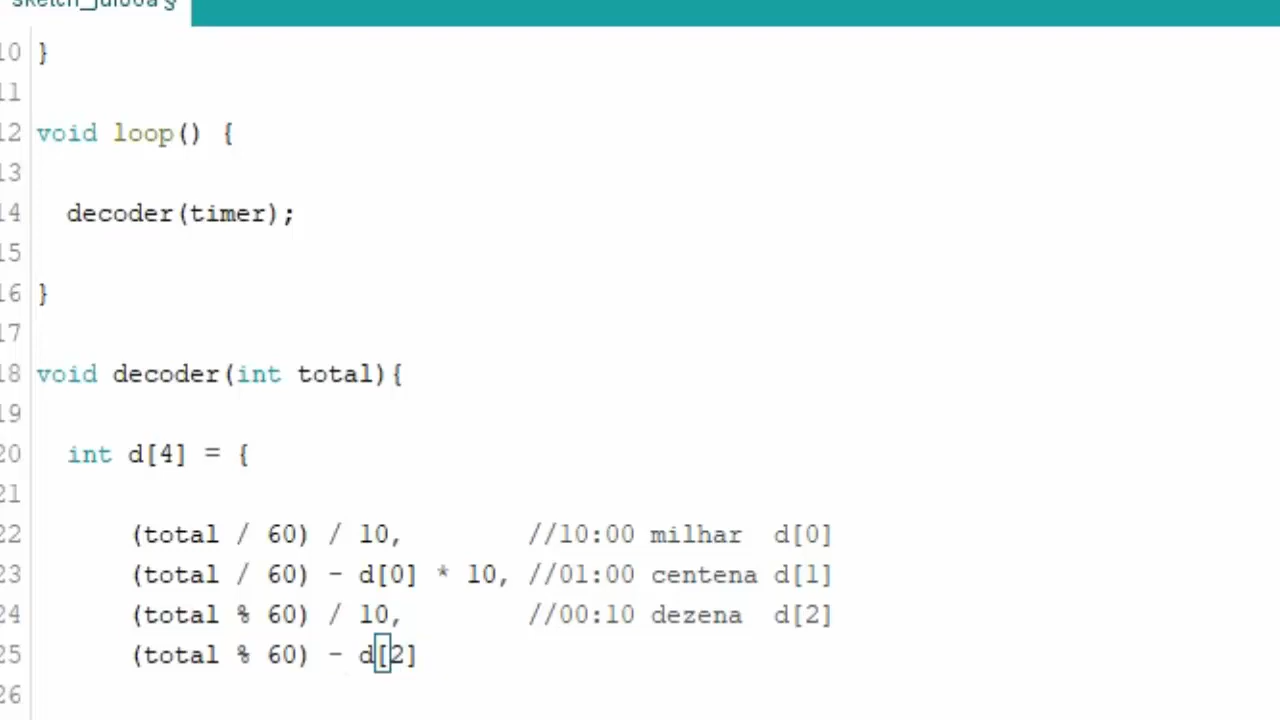 10 }
11
12 void loop() {
13
14 decoder(timer);
15
16 }
17
18 void decoder(int total){
19
20 int d[4] = {
21
22 (total / 60) / 10, //10:00 milhar d[0]
23 (total / 60) - d[0] * 10, //01:00 centena d[1]
24 (total % 60) / 10, //00:10 dezena d[2]
25 (total % 60) - d[2]
26